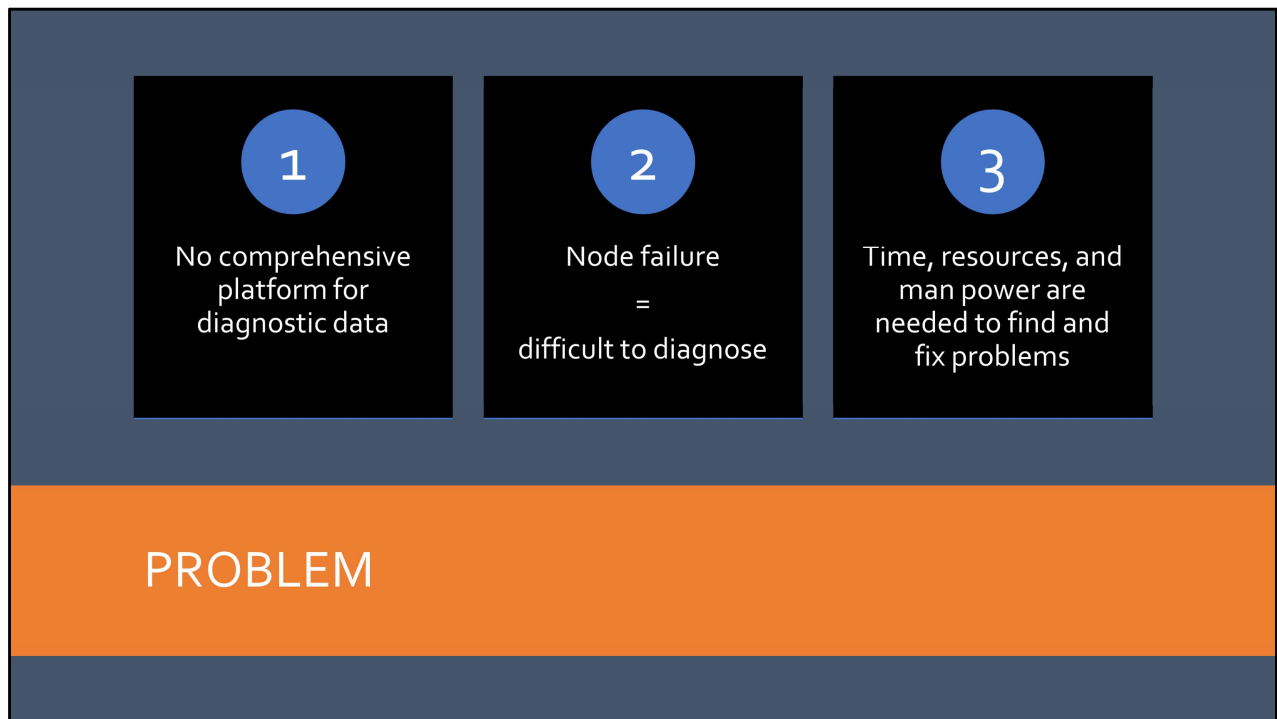 1
No comprehensive
platform for
diagnostic data
2
Node failure
=
difficult to diagnose
3
Time, resources, and
man power are
needed to find and
fix problems
PROBLEM